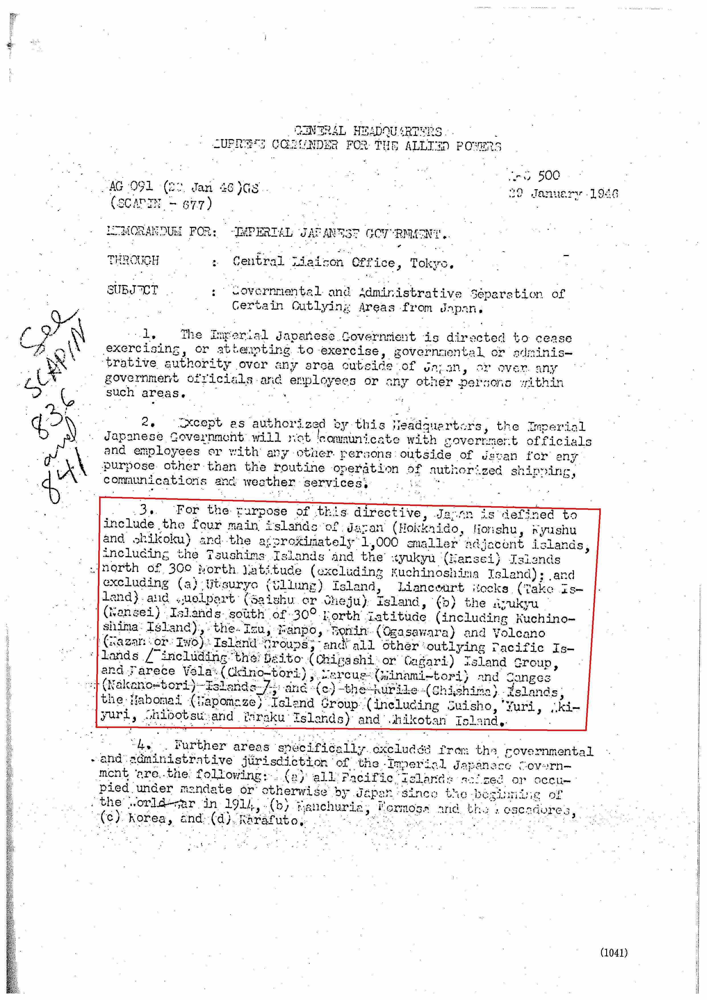 GENERAL HEADQUARTERS
SUPREME COMMANDER FOR THE ALLIED POWERS
500
AG 091 (Jan 46)GS
29 January 1946
(SCAPIN - 677)
MEMORANDUM FOR: IMPERIAL JAPANESE GOVERNMENT.
THROUGH : Central Liaison Office, Tokyo.
SUBJECT : Governmental and Administrative Separation of
Certain Outlying Areas from Japan.
See
SCAPIN
836
and
841
1. The Imperial Japanese Government is directed to cease
exercising, or attempting to exercise, governmental or adminis-
trative authority over any area outside of Japan, or over any
government officials and employees or any other persons within
such areas.
2. Except as authorized by this Headquarters, the Imperial
Japanese Government will not communicate with government officials
and employees or with any other persons outside of Japan for any
purpose other than the routine operation of authorized shipping,
communications and weather services.
3. For the purpose of this directive, Japan is defined to
include the four main islands of Japan (Hokkaido, Honshu, Kyushu
and Shikoku) and the approximately 1,000 smaller adjacent islands,
including the Tsushima Islands and the Ryukyu (Nansei) Islands
north of 30° North Latitude (excluding Kuchinoshima Island); and
excluding (a) Utsuryo (Ullung) Island, Liancourt Rocks (Take Is-
land) and Quelpart (Saishu or Cheju) Island, (b) the Ryukyu
(Nansei) Islands south of 30° North Latitude (including Kuchino-
shima Island), the Izu, Nanpo, Bonin (Ogasawara) and Volcano
(Kazan or Iwo) Island Groups, and all other outlying Pacific Is-
lands [including the Daito (Ohigashi or Oagari) Island Group,
and Parece Vela (Okino-tori), Marcus (Minami-tori) and Ganges
(Nakano-tori) Islands], and (c) the Kurile (Chishima) Islands,
the Habomai (Hapomaze) Island Group (including Suisho, Yuri, Aki-
yuri, Shibotsu and Taraku Islands) and Shikotan Island.
4. Further areas specifically excluded from the governmental
and administrative jurisdiction of the Imperial Japanese Govern-
ment are the following: (a) all Pacific Islands seized or occu-
pied under mandate or otherwise by Japan since the beginning of
the World War in 1914, (b) Manchuria, Formosa and the Pescadores,
(c) Korea, and (d) Karafuto.
(1041)